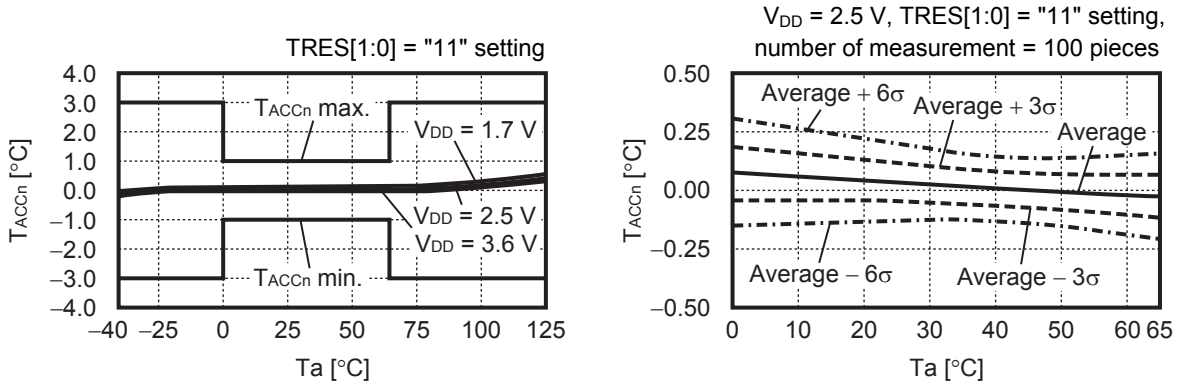 TRES[1:0] = "11" setting
TACCn [°C]
4.0
3.0
2.0
1.0
0.0
−1.0
−2.0
−3.0
−4.0
TACCn max.
VDD = 1.7 V
VDD = 2.5 V
VDD = 3.6 V
TACCn min.
−40 −25 0 25 50 75 100 125
Ta [°C]
VDD = 2.5 V, TRES[1:0] = "11" setting,
number of measurement = 100 pieces
TACCn [°C]
0.50
0.25
0.00
−0.25
−0.50
Average + 6σ
Average + 3σ
Average
Average − 6σ
Average − 3σ
0 10 20 30 40 50 60 65
Ta [°C]